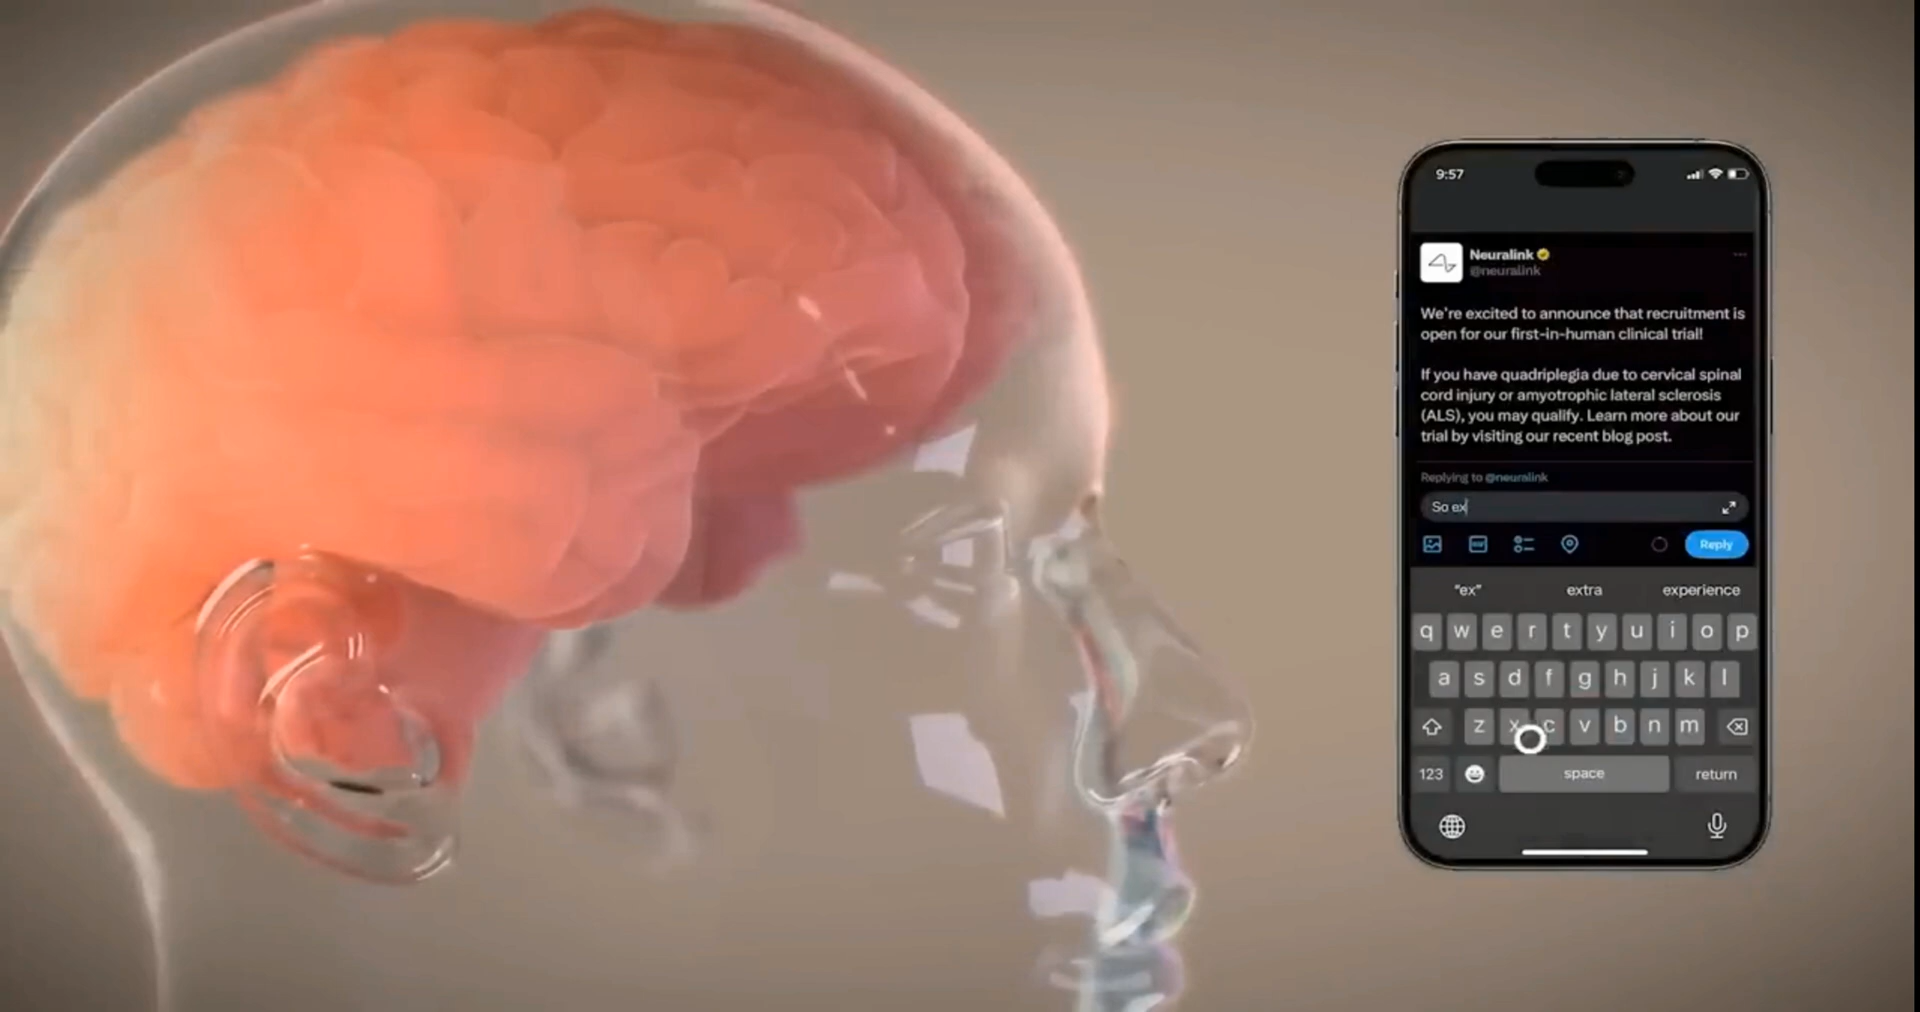 9:57
Neuralink
@neuralink
We're excited to announce that recruitment is
open for our first-in-human clinical trial!
If you have quadriplegia due to cervical spinal
cord injury or amyotrophic lateral sclerosis
(ALS), you may qualify. Learn more about our
trial by visiting our recent blog post.
Replying to @neuralink
So ex
GIF
Reply
"ex" extra experience
q w e r t y u i o p
a s d f g h j k l
z x c v b n m
123 space return